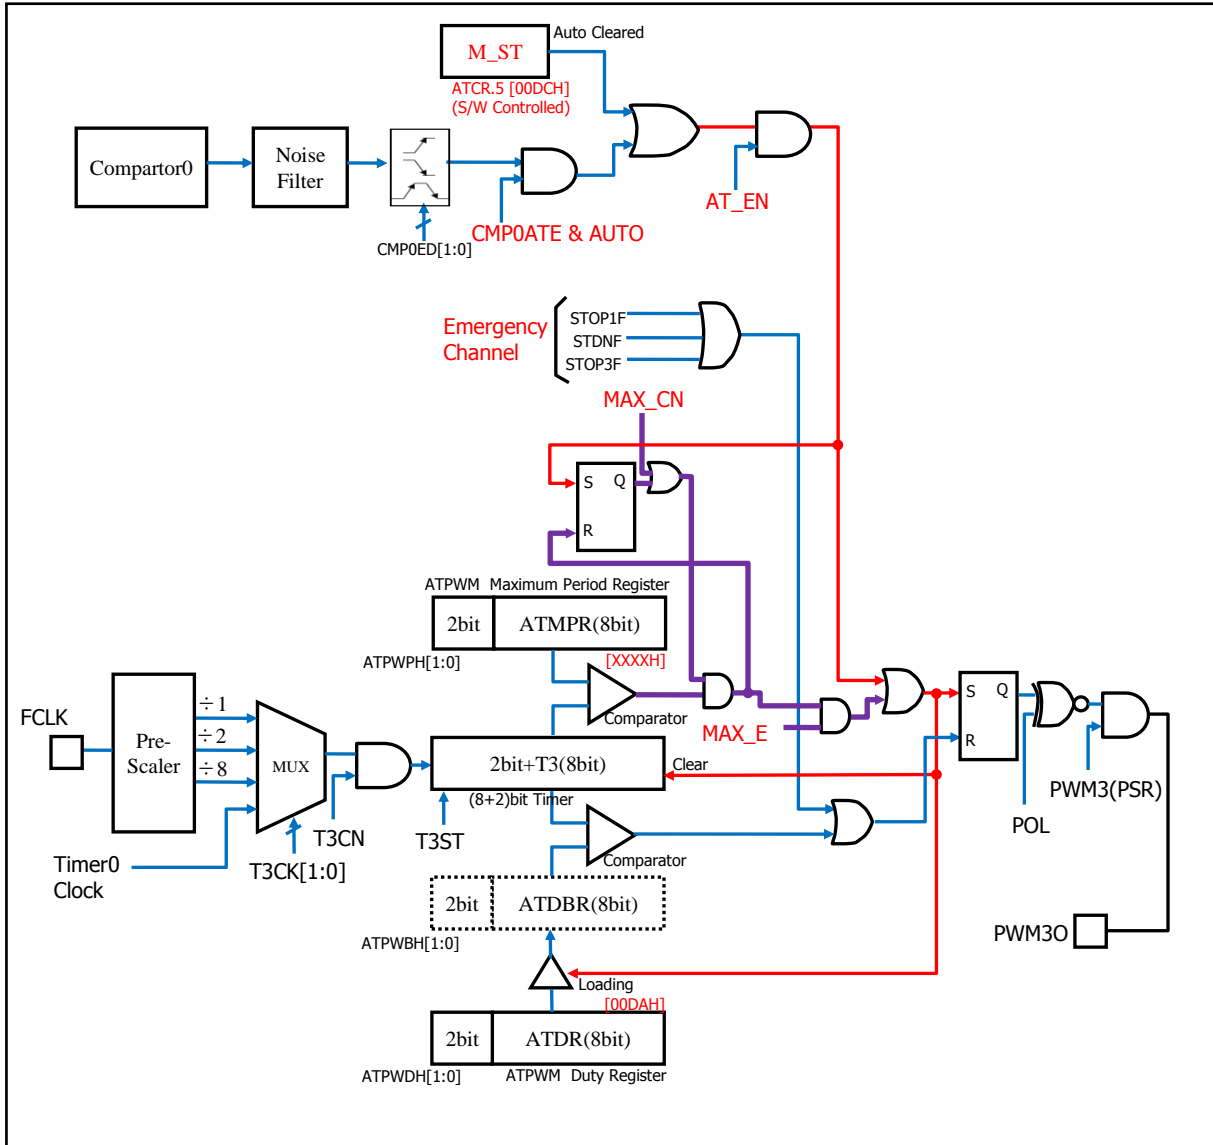 M_ST
Auto Cleared
ATCR.5 [00DCH]
(S/W Controlled)
Compartor0
Noise
Filter
CMP0ED[1:0]
CMP0ATE & AUTO
AT_EN
Emergency
Channel
STOP1F
STDNF
STOP3F
MAX_CN
S
Q
R
ATPWM Maximum Period Register
2bit
ATMPR(8bit)
ATPWPH[1:0]
[XXXXH]
Comparator
MAX_E
FCLK
Pre-
Scaler
÷1
÷2
÷8
MUX
T3CN
T3CK[1:0]
Timer0
Clock
2bit+T3(8bit)
Clear
(8+2)bit Timer
T3ST
Comparator
S
Q
R
POL
PWM3(PSR)
PWM3O
2bit
ATDBR(8bit)
ATPWBH[1:0]
Loading
[00DAH]
2bit
ATDR(8bit)
ATPWDH[1:0]
ATPWM Duty Register